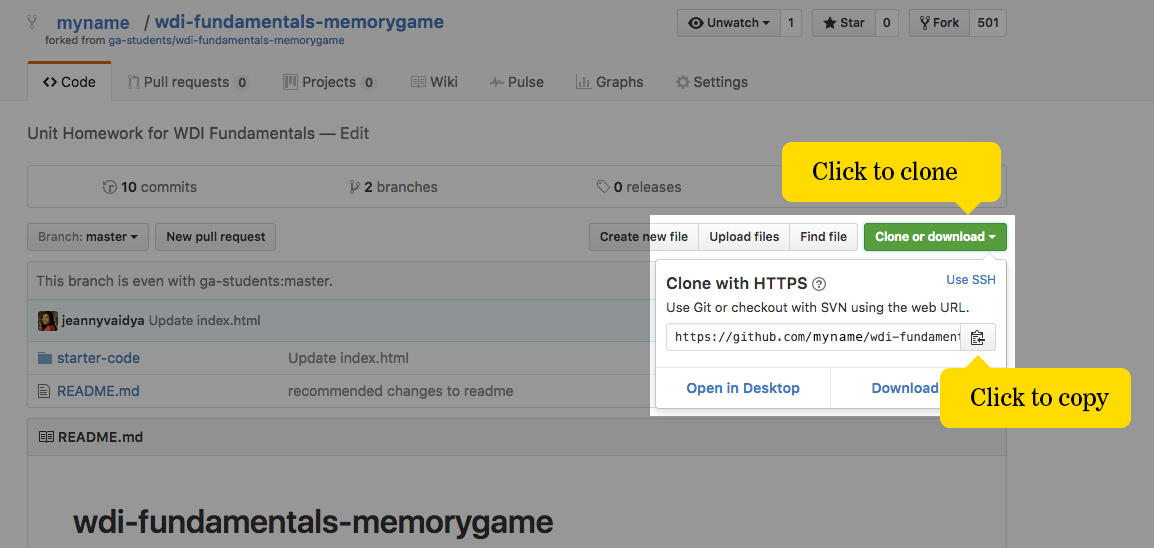 myname / wdi-fundamentals-memorygame
Unwatch 1 Star 0 Fork 501
forked from ga-students/wdi-fundamentals-memorygame
Code Pull requests 0 Projects 0 Wiki Pulse Graphs Settings
Unit Homework for WDI Fundamentals — Edit
Click to clone
10 commits 2 branches 0 releases
Branch: master New pull request Create new file Upload files Find file Clone or download
This branch is even with ga-students:master.
Clone with HTTPS ? Use SSH
Use Git or checkout with SVN using the web URL.
jeannyvaidya Update index.html
https://github.com/myname/wdi-fundament
starter-code Update index.html
README.md recommended changes to readme
Open in Desktop Download
Click to copy
README.md
wdi-fundamentals-memorygame